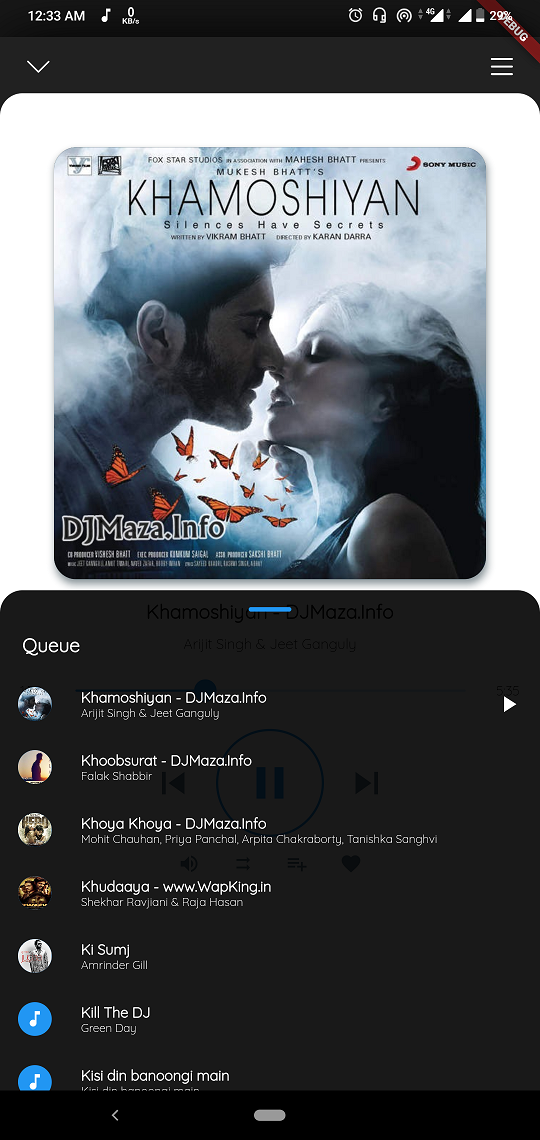 12:33 AM
0
KB/s
4G
29%
DEBUG
FOX STAR STUDIOS IN ASSOCIATION WITH MAHESH BHATT PRESENTS
SONY MUSIC
MUKESH BHATT'S
KHAMOSHIYAN
Silences Have Secrets
WRITTEN BY VIKRAM BHATT DIRECTED BY KARAN DARRA
DJMaza.Info
CO PRODUCER VISHESH BHATT EXEC PRODUCER KUMKUM SAIGAL ASSO. PRODUCER SAKSHI BHATT
Khamoshiyan - DJMaza.Info
Arijit Singh & Jeet Ganguly
Queue
Khamoshiyan - DJMaza.Info
Arijit Singh & Jeet Ganguly
Khoobsurat - DJMaza.Info
Falak Shabbir
Khoya Khoya - DJMaza.Info
Mohit Chauhan, Priya Panchal, Arpita Chakraborty, Tanishka Sanghvi
Khudaaya - www.WapKing.in
Shekhar Ravjiani & Raja Hasan
Ki Sumj
Amrinder Gill
Kill The DJ
Green Day
Kisi din banoongi main
Kisi din banoongi main